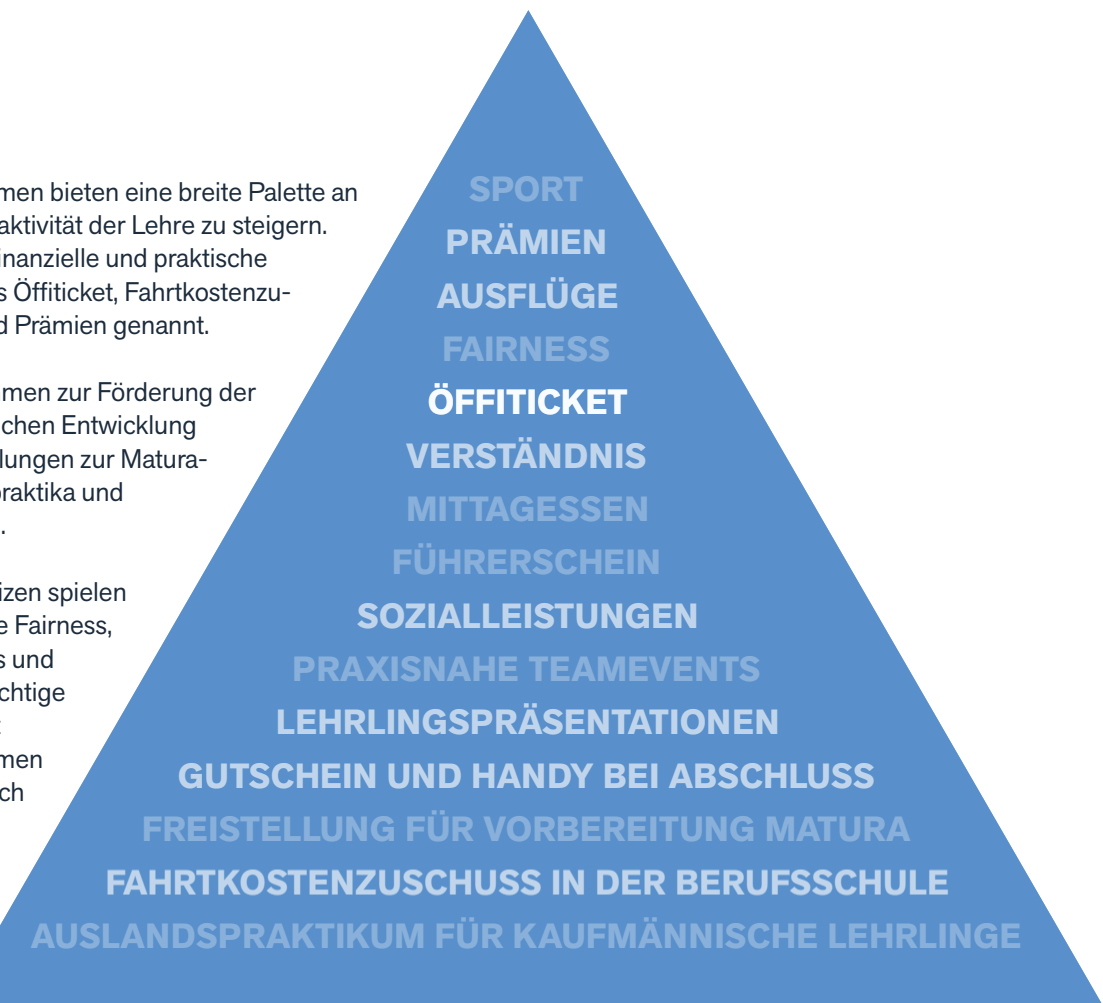 men bieten eine breite Palette an
aktivität der Lehre zu steigern.
inanzielle und praktische
s Öffiticket, Fahrtkostenzu-
d Prämien genannt.
men zur Förderung der
chen Entwicklung
lungen zur Matura-
praktika und
.
izen spielen
e Fairness,
s und
chtige
men
ch
SPORT
PRÄMIEN
AUSFLÜGE
FAIRNESS
ÖFFITICKET
VERSTÄNDNIS
MITTAGESSEN
FÜHRERSCHEIN
SOZIALLEISTUNGEN
PRAXISNAHE TEAMEVENTS
LEHRLINGSPRÄSENTATIONEN
GUTSCHEIN UND HANDY BEI ABSCHLUSS
FREISTELLUNG FÜR VORBEREITUNG MATURA
FAHRTKOSTENZUSCHUSS IN DER BERUFSSCHULE
AUSLANDSPRAKTIKUM FÜR KAUFMÄNNISCHE LEHRLINGE